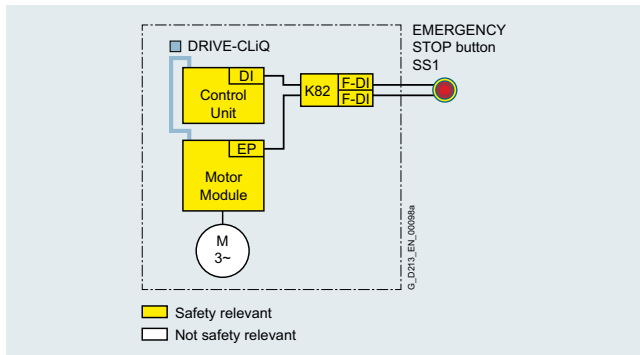 EMERGENCY
STOP button
SS1
DRIVE-CLiQ
DI
Control
Unit
K82
F-DI
F-DI
EP
Motor
Module
M
3~
G_D213_EN_00098a
Safety relevant
Not safety relevant